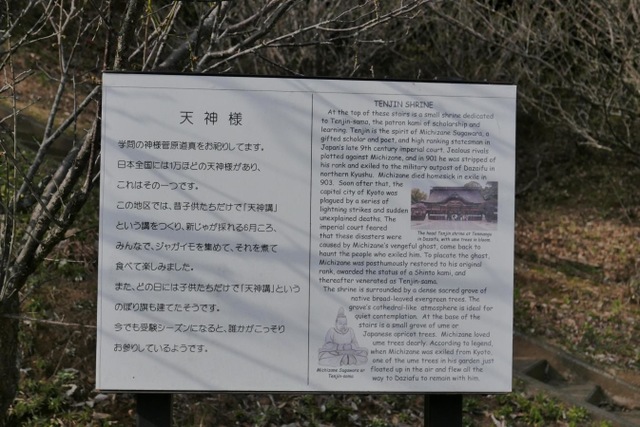 天神様
学問の神様菅原道真をお祀りしてます。
日本全国には1万ほどの天神様があり、
これはその一つです。
この地区では、昔子供たちだけで「天神講」
という講をつくり、新じゃが採れる6月ころ、
みんなで、ジャガイモを集めて、それを煮て
食べて楽しみました。
また、どの日には子供たちだけで「天神講」という
のぼり旗も建てたそうです。
今でも受験シーズンになると、誰かがこっそり
お参りしているようです。
TENJIN SHRINE
At the top of these stairs is a small shrine dedicated
to Tenjin-sama, the patron kami of scholarship and
learning. Tenjin is the spirit of Michizane Sugawara, a
gifted scholar and poet, and high ranking statesman in
Japan's late 9th century imperial court. Jealous rivals
plotted against Michizane, and in 901 he was stripped of
his rank and exiled to the military outpost of Dazaifu in
northern Kyushu. Michizane died homesick in exile in
903. Soon after that, the
capital city of Kyoto was
plagued by a series of
lightning strikes and sudden
unexplained deaths. The
imperial court feared
that these disasters were
caused by Michizane's vengeful ghost, come back to
haunt the people who exiled him. To placate the ghost,
Michizane was posthumously restored to his original
rank, awarded the status of a Shinto kami, and
thereafter venerated as Tenjin-sama.
The shrine is surrounded by a dense sacred grove of
native broad-leaved evergreen trees. The
grove's cathedral-like atmosphere is ideal for
quiet contemplation. At the base of the
stairs is a small grove of ume or
Japanese apricot trees. Michizane loved
ume trees dearly. According to legend,
when Michizane was exiled from Kyoto,
one of the ume trees in his garden just
floated up in the air and flew all the
way to Daziafu to remain with him.
The head Tenjin shrine at Tenmangu
in Dazaifu, with ume trees in bloom
Michizane Sugawara or
Tenjin-sama